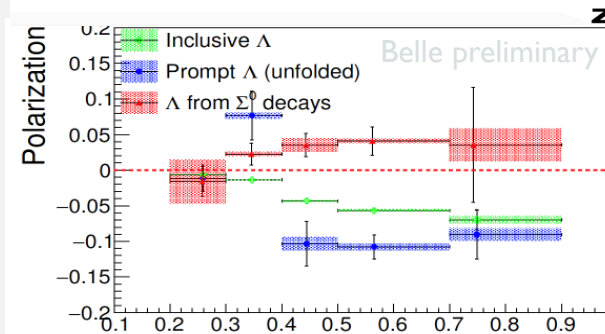 z
0.2
Inclusive Λ
Belle preliminary
0.15
Prompt Λ (unfolded)
0.1
Λ from Σ0 decays
0.05
0
−0.05
−0.1
−0.15
−0.2
Polarization
0.1 0.2 0.3 0.4 0.5 0.6 0.7 0.8 0.9